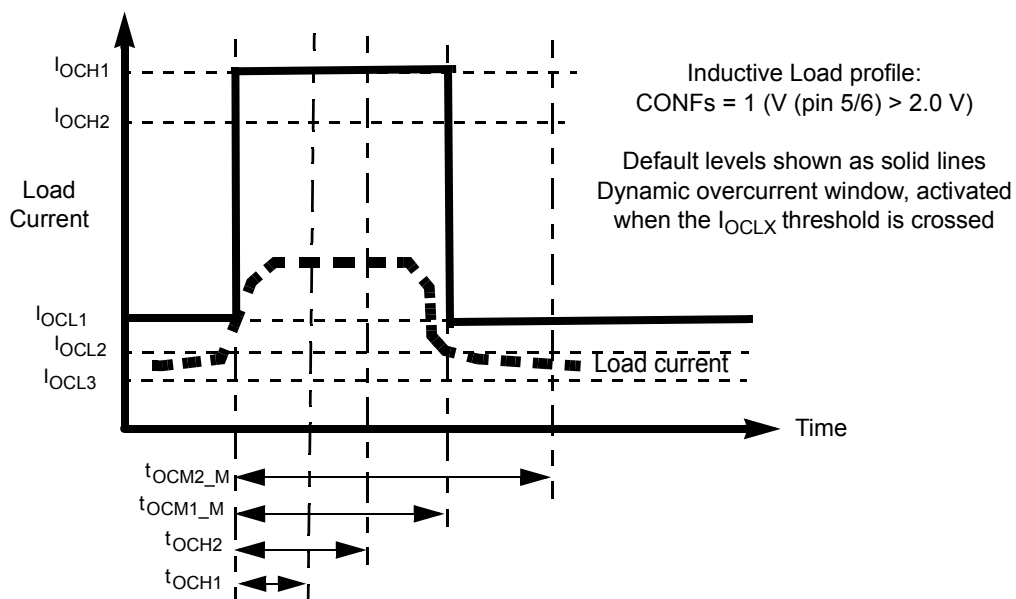 I_OCH1
I_OCH2
Load
Current
I_OCL1
I_OCL2
I_OCL3
Inductive Load profile:
CONFs = 1 (V (pin 5/6) > 2.0 V)
Default levels shown as solid lines
Dynamic overcurrent window, activated
when the I_OCLX threshold is crossed
Load current
Time
t_OCM2_M
t_OCM1_M
t_OCH2
t_OCH1